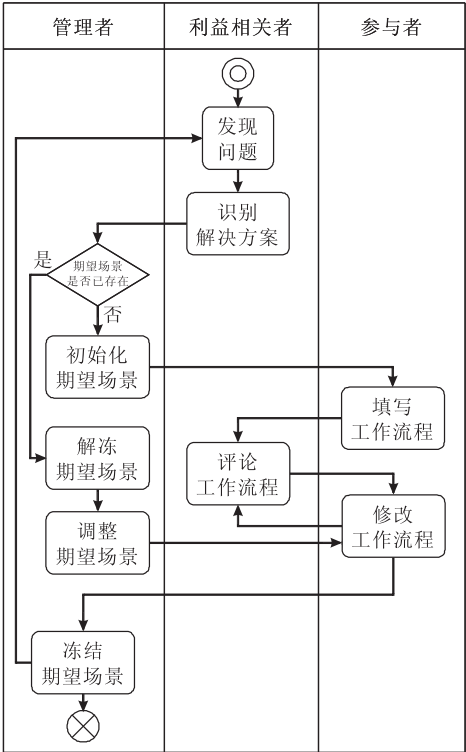 管理者
利益相关者
参与者
发现
问题
识别
解决方案
是
期望场景
是否已存在
否
初始化
期望场景
填写
工作流程
解冻
期望场景
评论
工作流程
调整
期望场景
修改
工作流程
冻结
期望场景